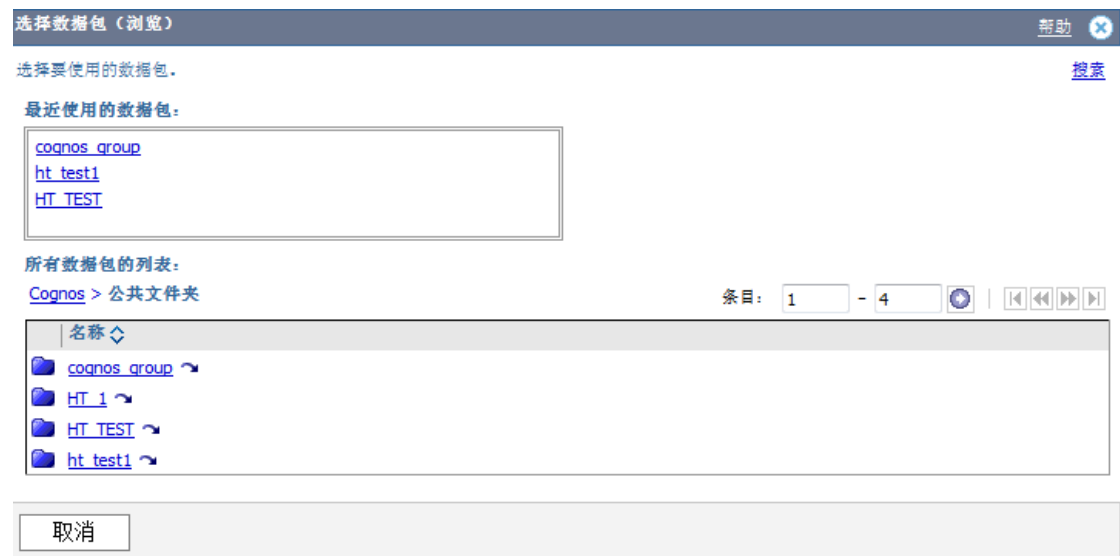 选择数据包（浏览） 帮助
选择要使用的数据包. 搜索
最近使用的数据包:
cognos_group
ht_test1
HT_TEST
所有数据包的列表:
Cognos > 公共文件夹 条目: 1 - 4
名称
cognos_group
HT_1
HT_TEST
ht_test1
取消